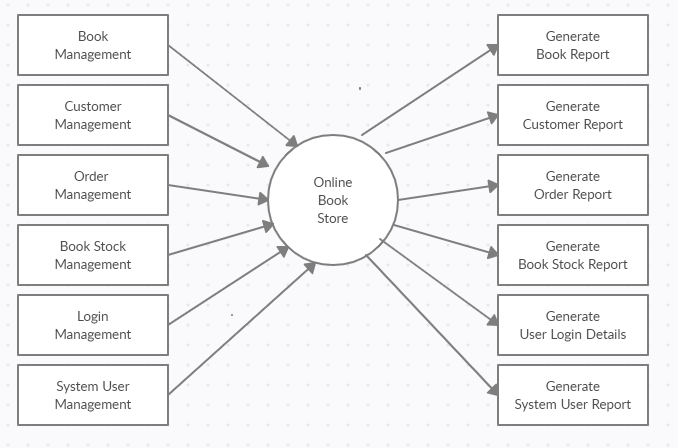 Book
Management
Customer
Management
Order
Management
Book Stock
Management
Login
Management
System User
Management
Online
Book
Store
Generate
Book Report
Generate
Customer Report
Generate
Order Report
Generate
Book Stock Report
Generate
User Login Details
Generate
System User Report